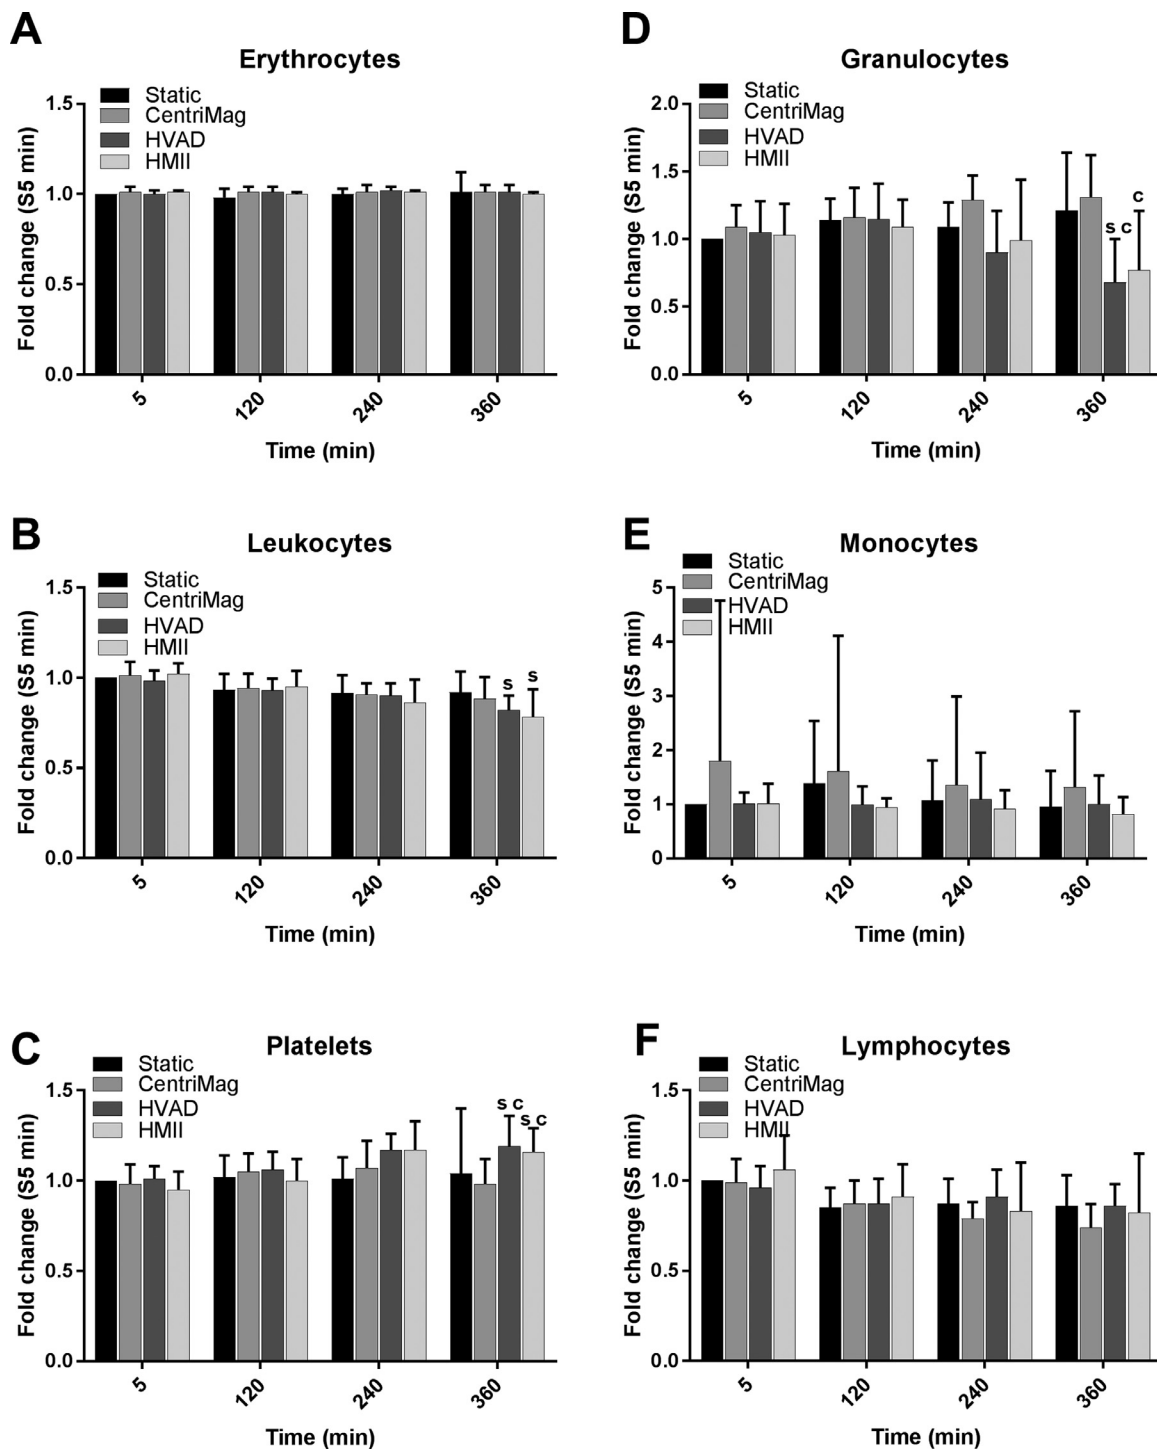 A
Erythrocytes
Static
CentriMag
HVAD
HMII
Fold change (S5 min)
1.5
1.0
0.5
0.0
5
120
240
360
Time (min)
B
Leukocytes
Static
CentriMag
HVAD
HMII
Fold change (S5 min)
1.5
1.0
0.5
0.0
s
s
5
120
240
360
Time (min)
C
Platelets
Static
CentriMag
HVAD
HMII
Fold change (S5 min)
1.5
1.0
0.5
0.0
s c
s c
5
120
240
360
Time (min)
D
Granulocytes
Static
CentriMag
HVAD
HMII
Fold change (S5 min)
2.0
1.5
1.0
0.5
0.0
c
s c
5
120
240
360
Time (min)
E
Monocytes
Static
CentriMag
HVAD
HMII
Fold change (S5 min)
5
4
3
2
1
0
5
120
240
360
Time (min)
F
Lymphocytes
Static
CentriMag
HVAD
HMII
Fold change (S5 min)
1.5
1.0
0.5
0.0
5
120
240
360
Time (min)